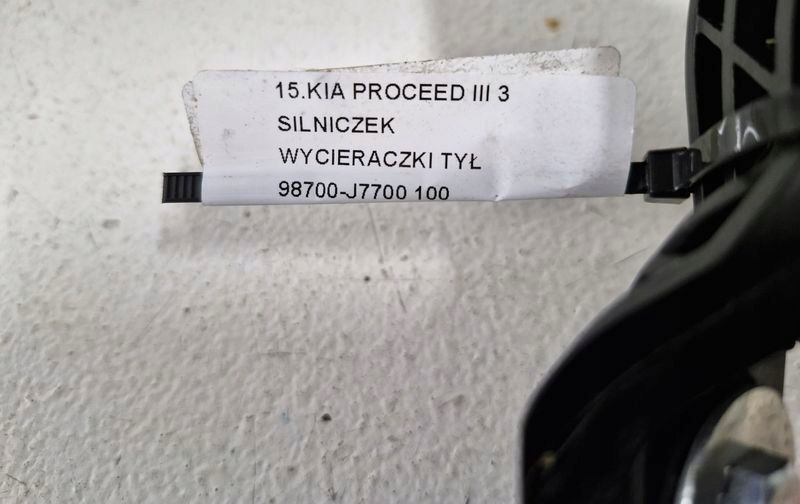 15.KIA PROCEED III 3
SILNICZEK
WYCIERACZKI TYŁ
98700-J7700 100